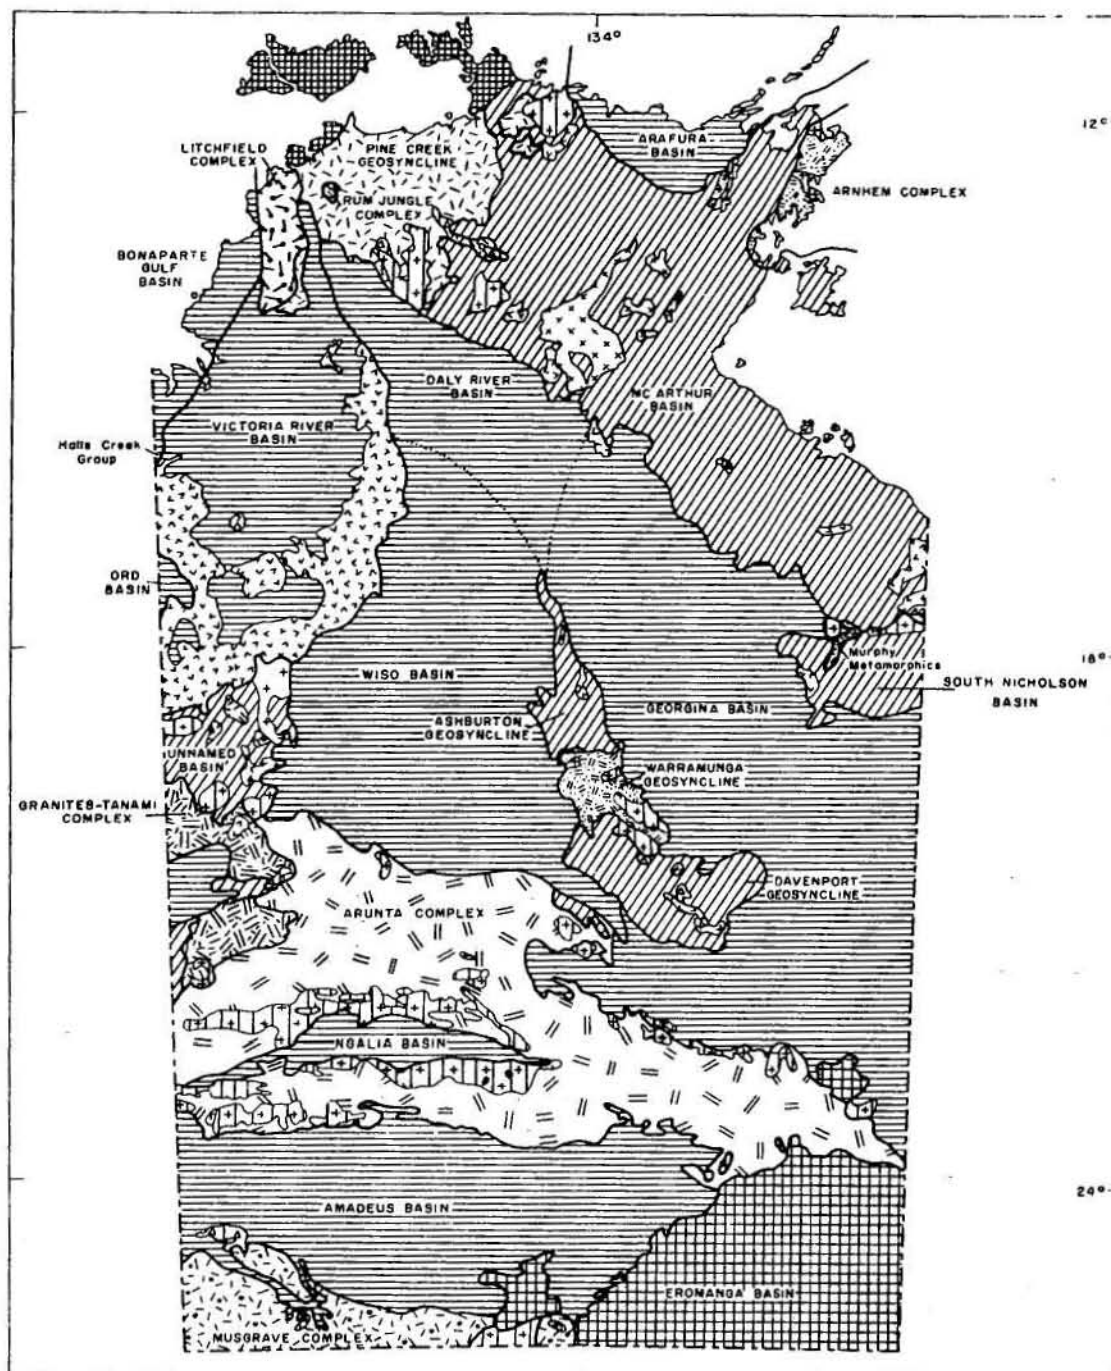 134°
12°
LITCHFIELD
COMPLEX
PINE CREEK
GEOSYNCLINE
ARAFURA
BASIN
ARNHEM COMPLEX
RUM JUNGLE
COMPLEX
BONAPARTE
GULF
BASIN
DALY RIVER
BASIN
MC ARTHUR
BASIN
VICTORIA RIVER
BASIN
Halls Creek
Group
ORD
BASIN
Murphy
Metamorphics
18°
WISO BASIN
SOUTH NICHOLSON
BASIN
GEORGINA BASIN
ASHBURTON
GEOSYNCLINE
UNNAMED
BASIN
WARRAMUNGA
GEOSYNCLINE
GRANITES-TANAMI
COMPLEX
DAVENPORT
GEOSYNCLINE
ARUNTA COMPLEX
NGALIA BASIN
24°
AMADEUS BASIN
EROMANGA BASIN
MUSGRAVE COMPLEX